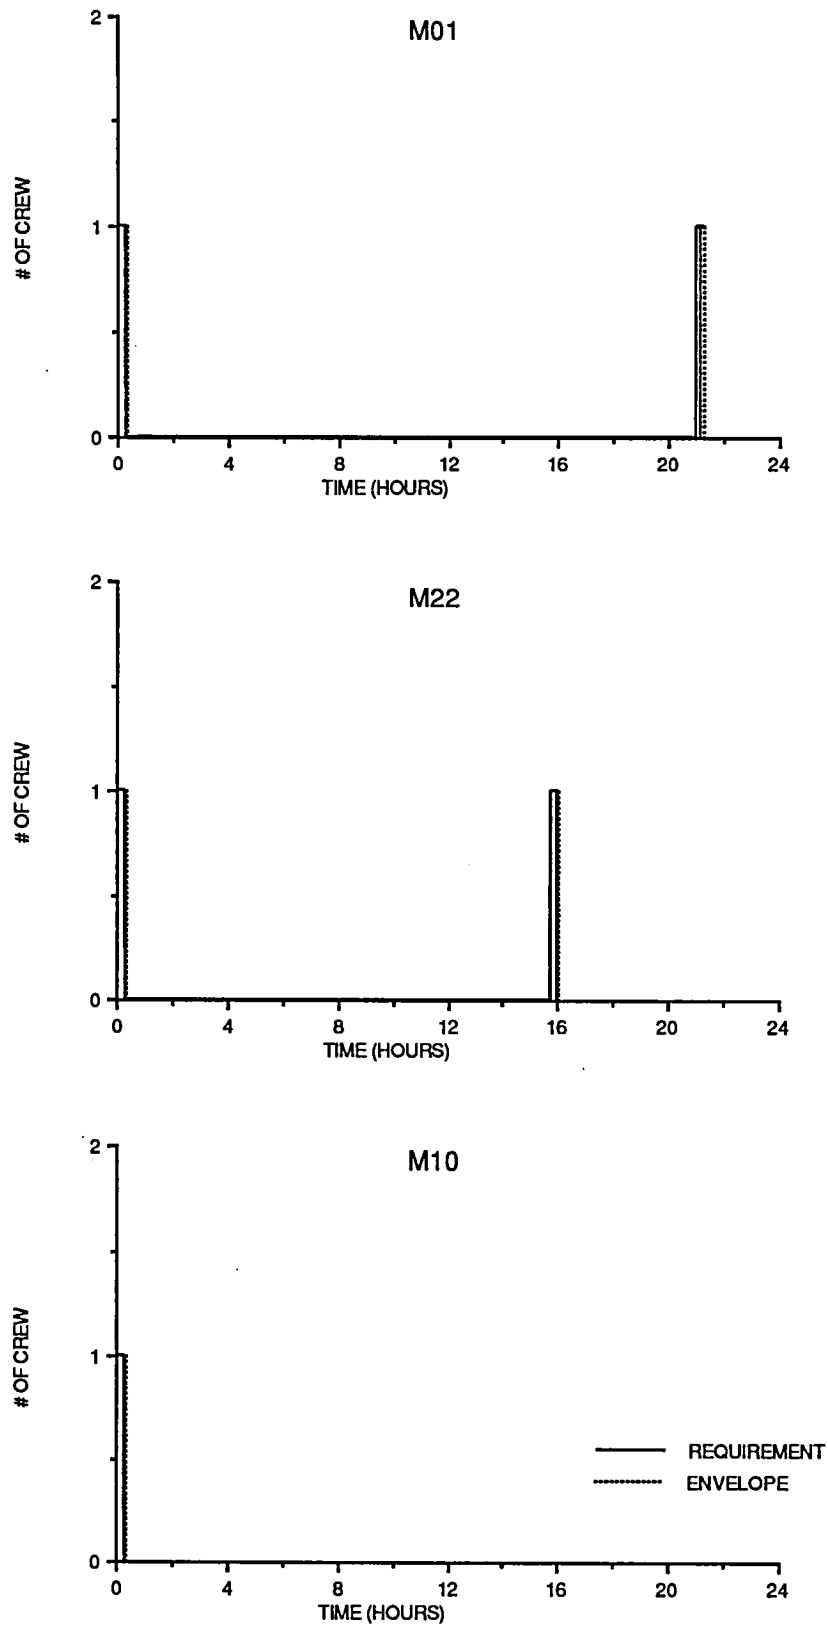 M01
2
1
0
# OF CREW
0 4 8 12 16 20 24
TIME (HOURS)
M22
2
1
0
# OF CREW
0 4 8 12 16 20 24
TIME (HOURS)
M10
2
1
0
# OF CREW
REQUIREMENT
ENVELOPE
0 4 8 12 16 20 24
TIME (HOURS)